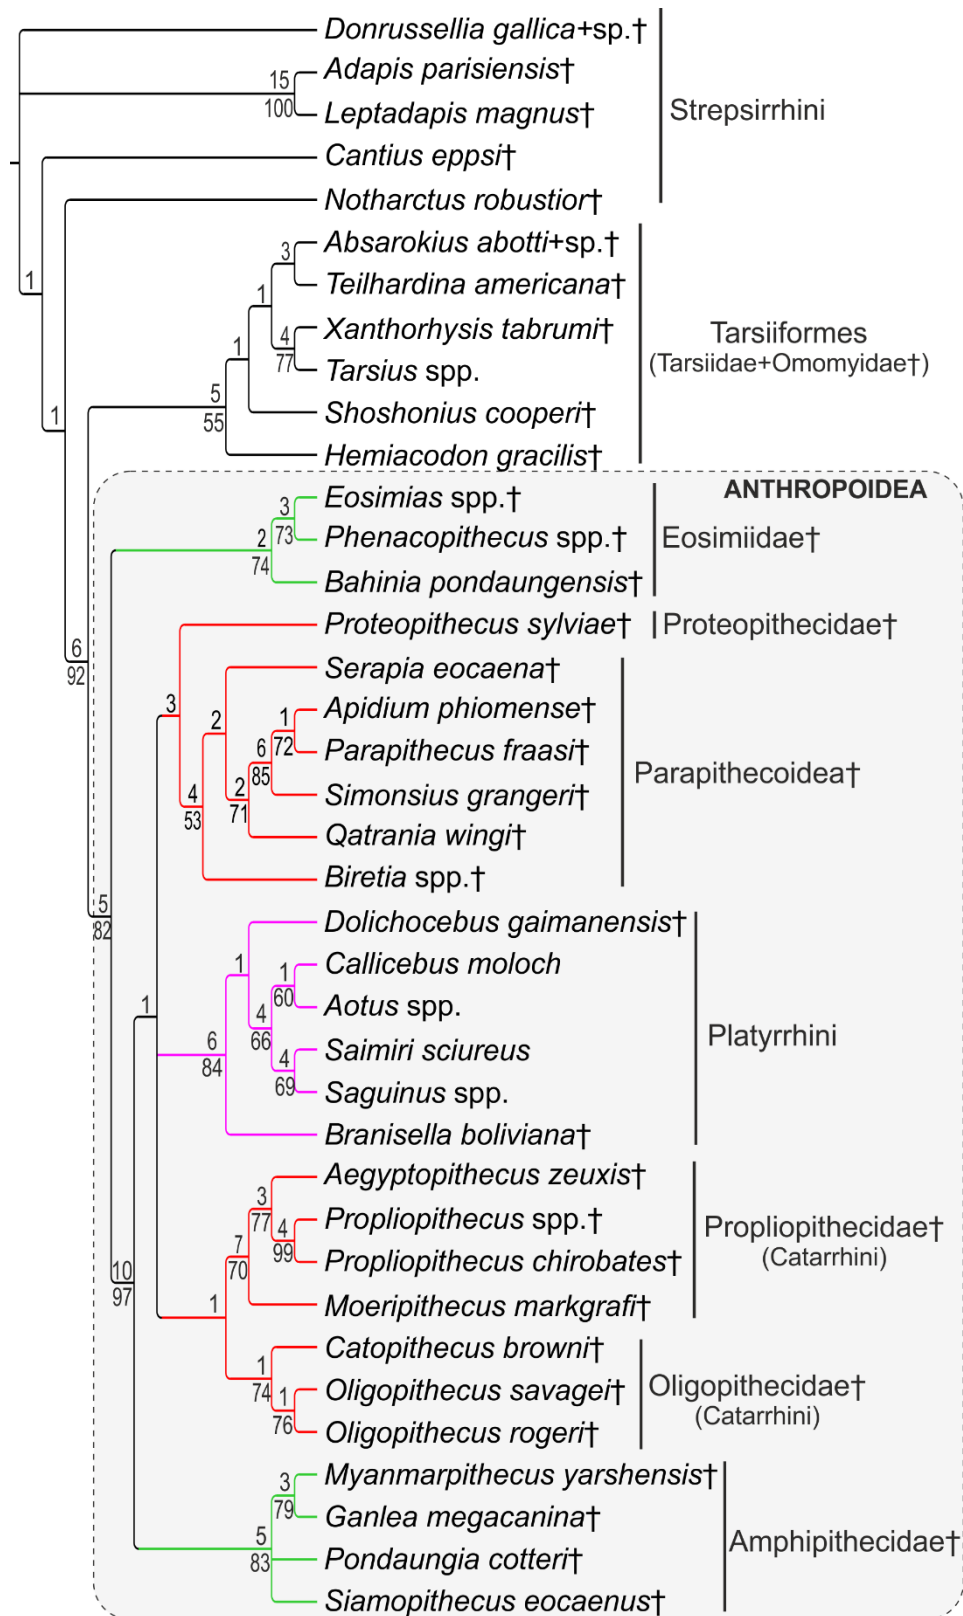 Donrussellia gallica+sp.†
15
Adapis parisiensis†
100
Leptadapis magnus†
Strepsirrhini
Cantius eppsi†
Notharctus robustior†
1
Absarokius abotti+sp.†
3
Teilhardina americana†
1
Xanthorhysis tabrumi†
4
77
Tarsius spp.
Tarsiiformes
(Tarsiidae+Omomyidae†)
1
5
55
1
Shoshonius cooperi†
Hemiacodon gracilis†
ANTHROPOIDEA
Eosimias spp.†
3
73
2
74
Phenacopithecus spp.†
Eosimiidae†
Bahinia pondaungensis†
Proteopithecus sylviae†
Proteopithecidae†
6
92
Serapia eocaena†
3
2
Apidium phiomense†
1
72
Parapithecus fraasi†
6
85
Parapithecoidea†
4
53
2
71
Simonsius grangeri†
Qatrania wingi†
Biretia spp.†
5
82
Dolichocebus gaimanensis†
1
Callicebus moloch
1
60
Aotus spp.
4
66
Platyrrhini
1
6
84
Saimiri sciureus
4
69
Saguinus spp.
Branisella boliviana†
Aegyptopithecus zeuxis†
3
77
Propliopithecus spp.†
4
99
Propliopithecidae†
(Catarrhini)
7
70
Propliopithecus chirobates†
10
97
1
Moeripithecus markgrafi†
Catopithecus browni†
1
74
Oligopithecus savagei†
1
76
Oligopithecidae†
(Catarrhini)
Oligopithecus rogeri†
Myanmarpithecus yarshensis†
3
79
Ganlea megacanina†
5
83
Amphipithecidae†
Pondaungia cotteri†
Siamopithecus eocaenus†